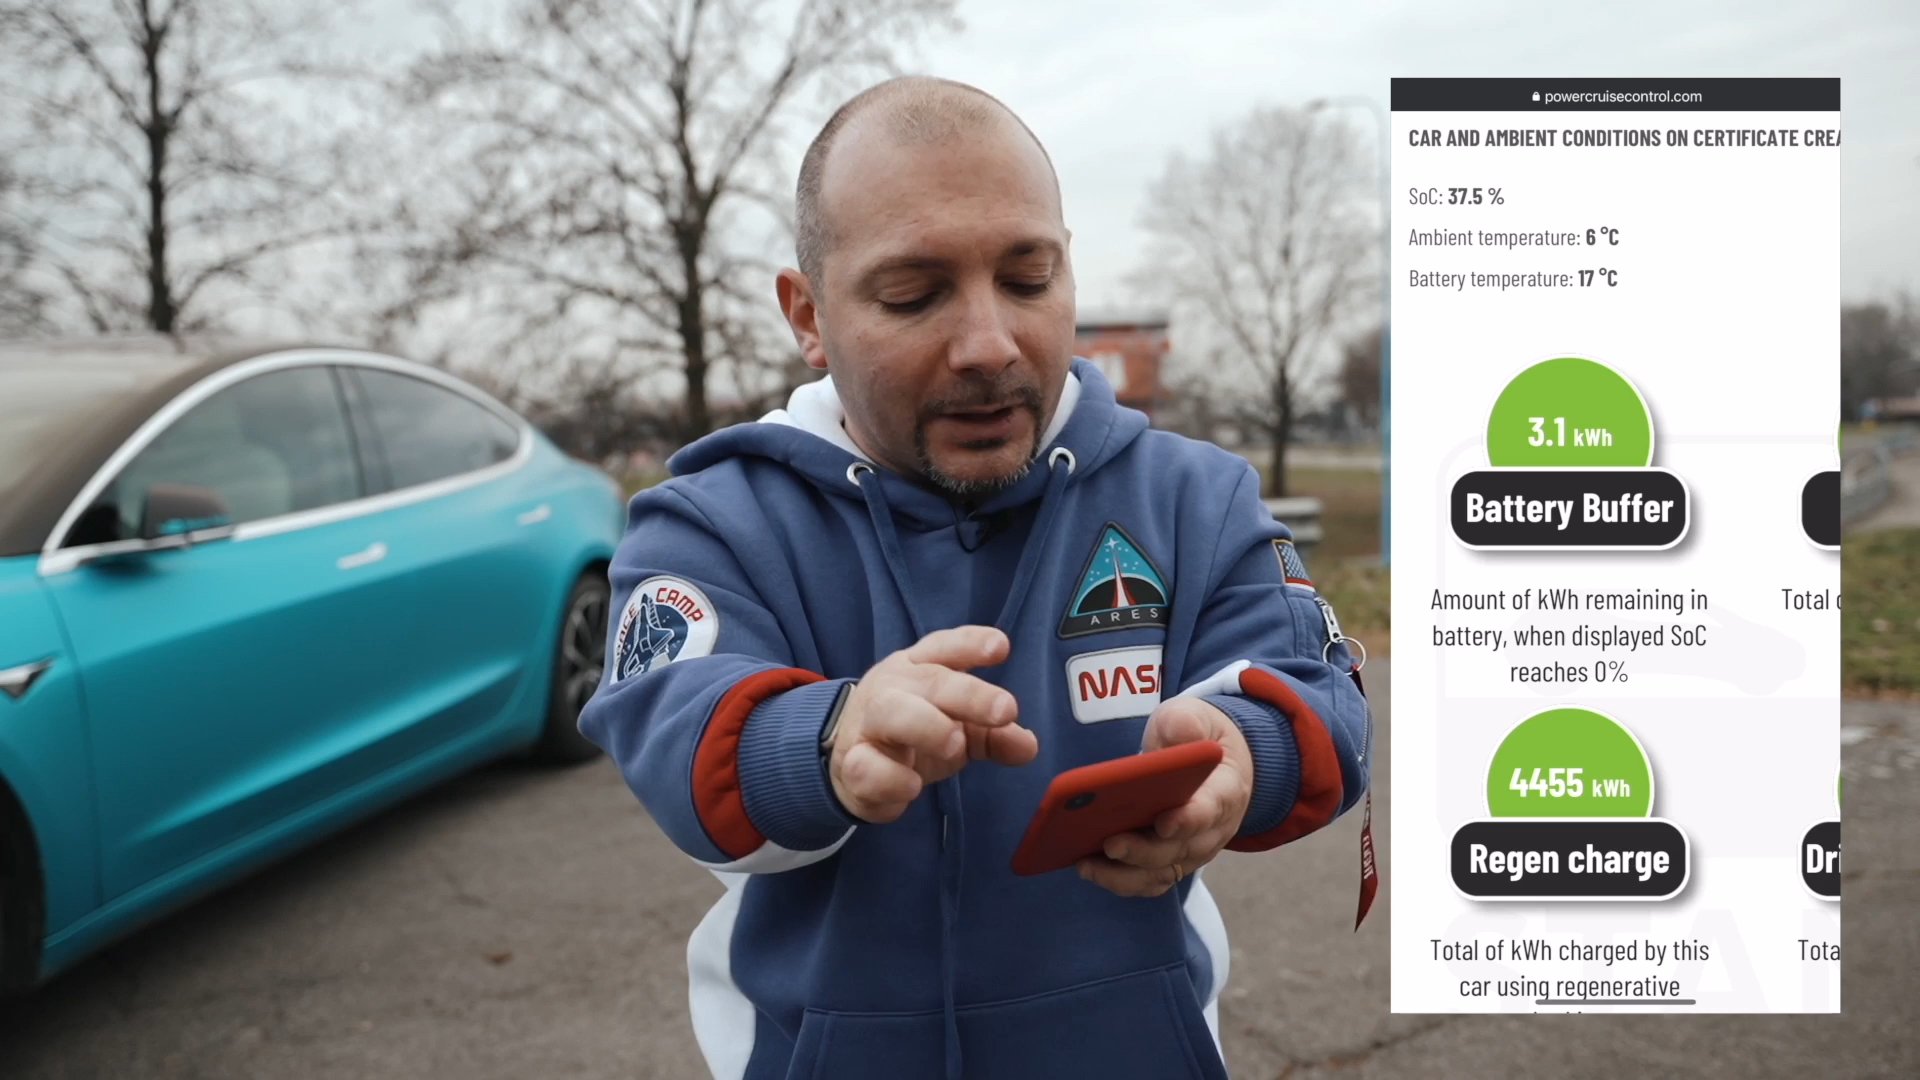 powercruisecontrol.com
CAR AND AMBIENT CONDITIONS ON CERTIFICATE CREA
SoC: 37.5 %
Ambient temperature: 6 °C
Battery temperature: 17 °C
3.1 kWh
Battery Buffer
Amount of kWh remaining in
battery, when displayed SoC
reaches 0%
Total
4455 kWh
Regen charge
Dri
Total of kWh charged by this
car using regenerative
Tota
CAMP
ARES
NASA